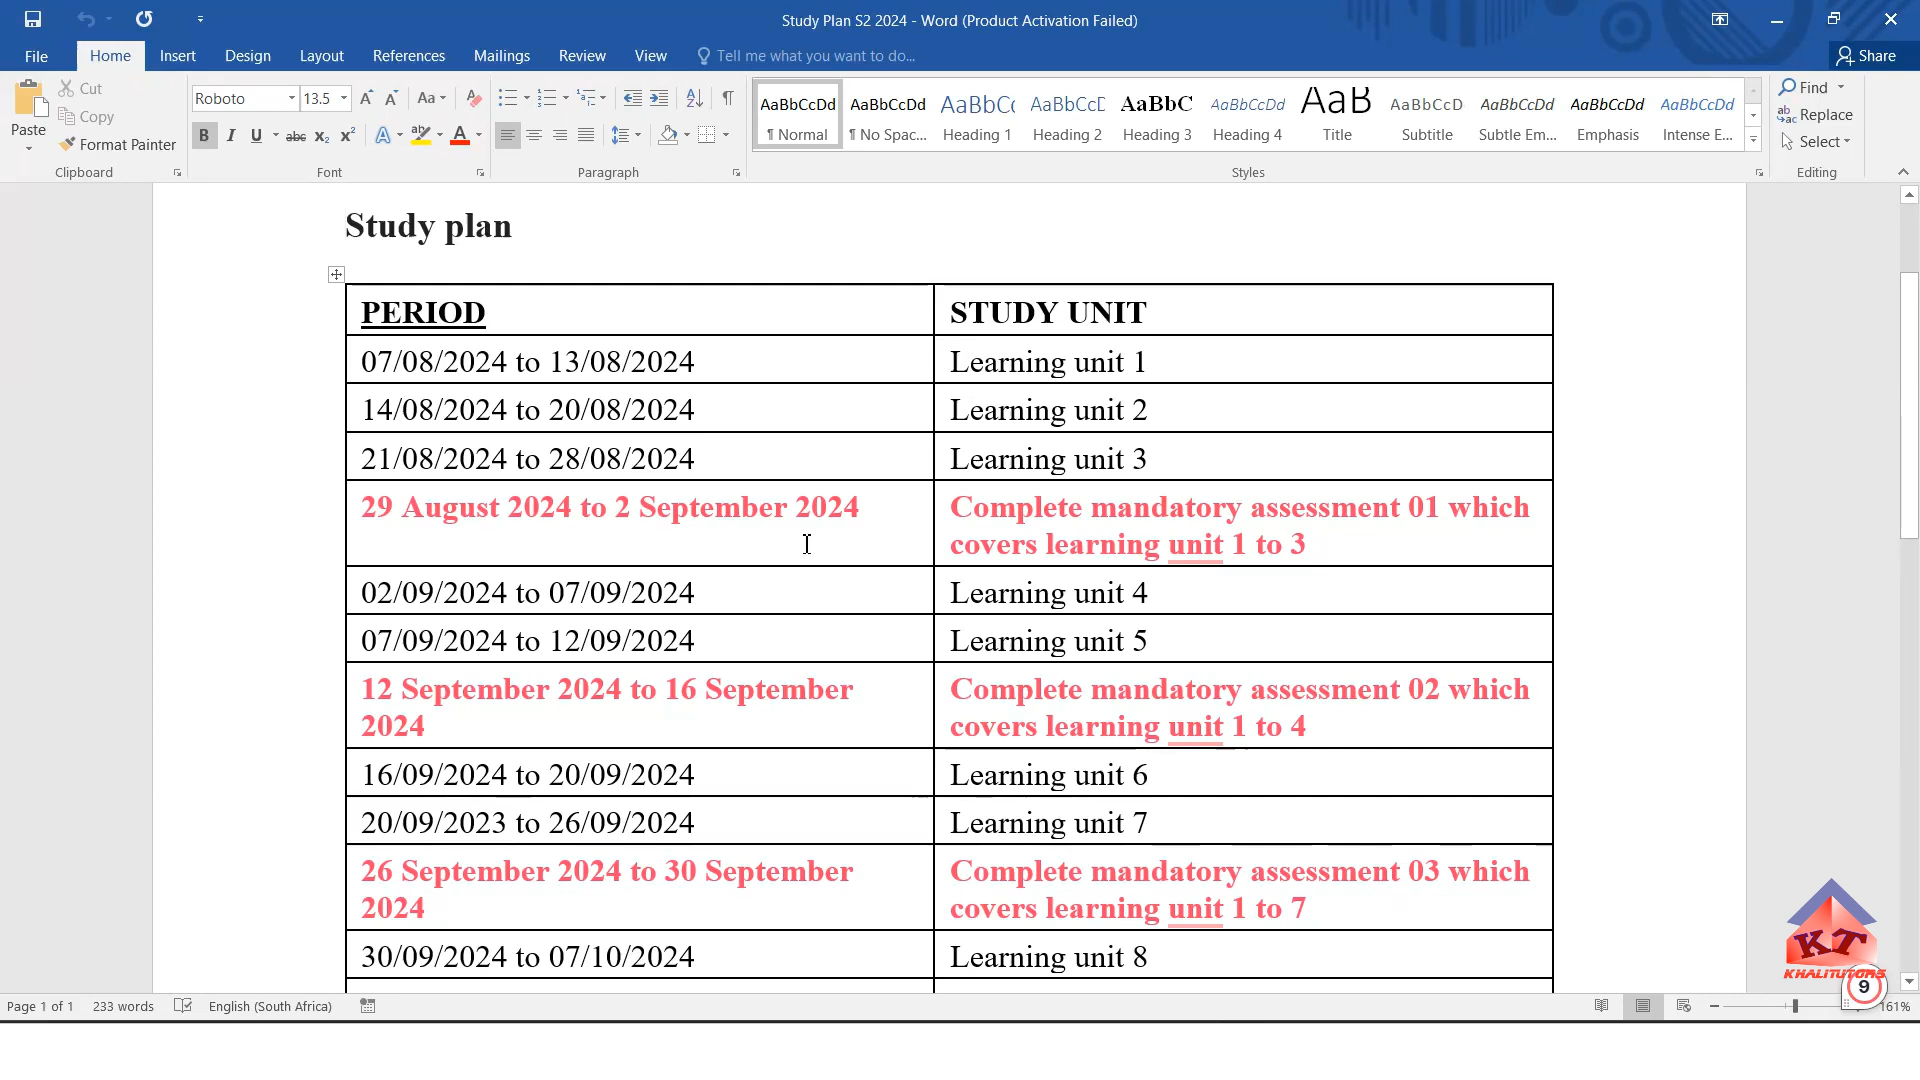 Study Plan S2 2024 - Word (Product Activation Failed)
File Home Insert Design Layout References Mailings Review View Tell me what you want to do... Share
Cut
Copy
Format Painter
Paste
Clipboard
Roboto 13.5
Font
Paragraph
AaBbCcDd AaBbCcDd AaBbC AaBbCcD AaBbC AaBbCcDd AaB AaBbCcD AaBbCcDd AaBbCcDd AaBbCcDd
¶ Normal ¶ No Spac... Heading 1 Heading 2 Heading 3 Heading 4 Title Subtitle Subtle Em... Emphasis Intense E...
Styles
Find
Replace
Select
Editing
Study plan
PERIOD STUDY UNIT
07/08/2024 to 13/08/2024 Learning unit 1
14/08/2024 to 20/08/2024 Learning unit 2
21/08/2024 to 28/08/2024 Learning unit 3
29 August 2024 to 2 September 2024 Complete mandatory assessment 01 which
covers learning unit 1 to 3
02/09/2024 to 07/09/2024 Learning unit 4
07/09/2024 to 12/09/2024 Learning unit 5
12 September 2024 to 16 September Complete mandatory assessment 02 which
2024 covers learning unit 1 to 4
16/09/2024 to 20/09/2024 Learning unit 6
20/09/2023 to 26/09/2024 Learning unit 7
26 September 2024 to 30 September Complete mandatory assessment 03 which
2024 covers learning unit 1 to 7
30/09/2024 to 07/10/2024 Learning unit 8
KT
KHALITUTORS
9
Page 1 of 1 233 words English (South Africa) 161%